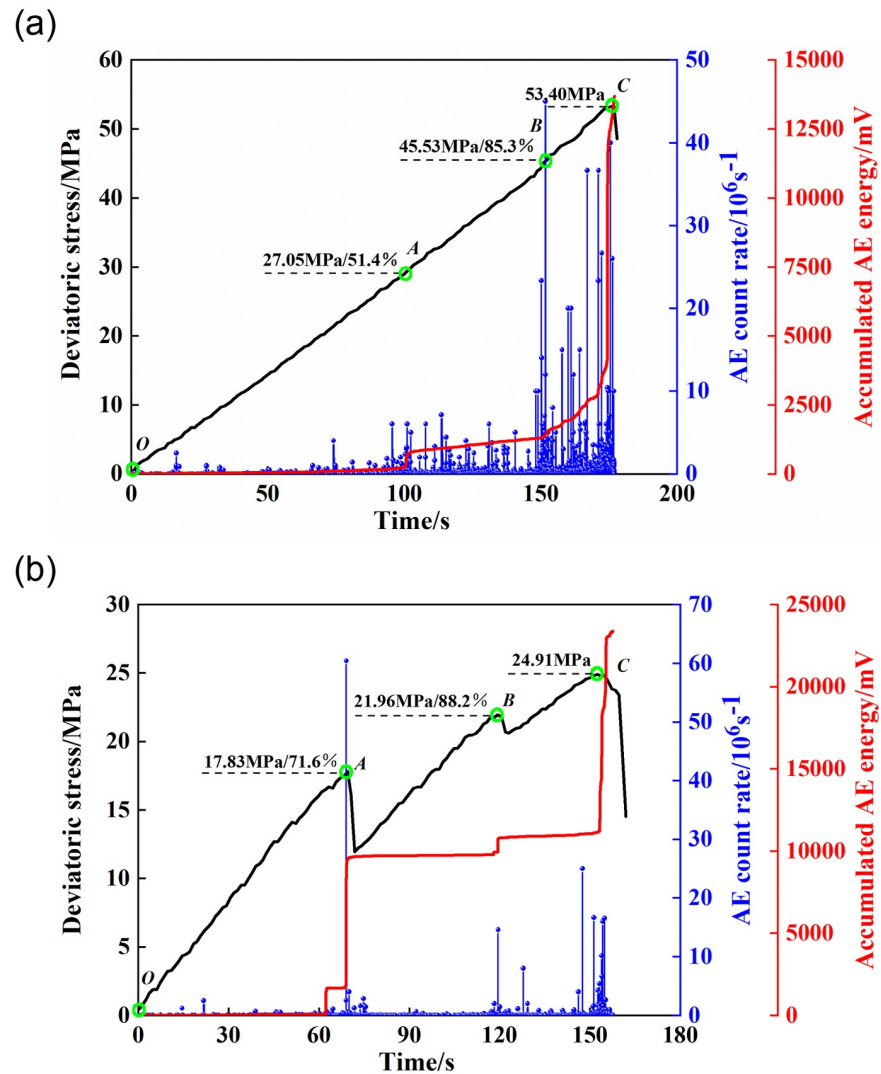 (a)
Deviatoric stress/MPa
60
50
40
30
20
10
0
O
27.05MPa/51.4%
A
45.53MPa/85.3%
B
53.40MPa
C
0
50
100
150
200
Time/s
50
40
30
20
10
0
AE count rate/10⁶s⁻¹
15000
12500
10000
7500
5000
2500
0
Accumulated AE energy/mV
(b)
Deviatoric stress/MPa
30
25
20
15
10
5
0
O
17.83MPa/71.6%
A
21.96MPa/88.2%
B
24.91MPa
C
0
30
60
90
120
150
180
Time/s
70
60
50
40
30
20
10
0
AE count rate/10⁶s⁻¹
25000
20000
15000
10000
5000
0
Accumulated AE energy/mV